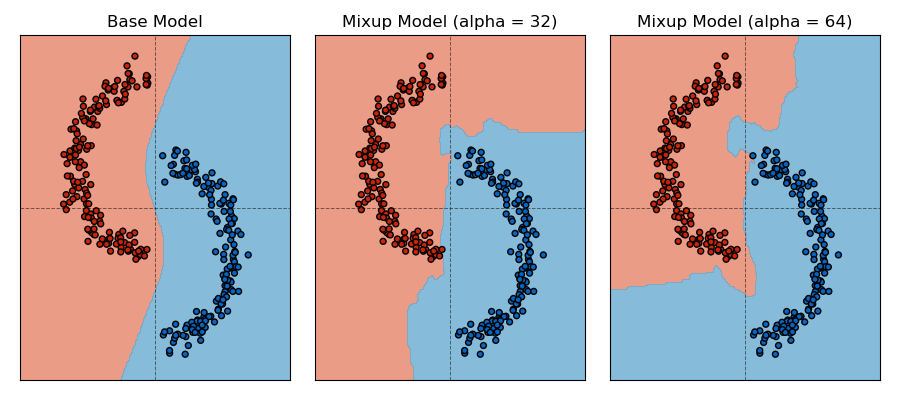 Base Model
Mixup Model (alpha = 32)
Mixup Model (alpha = 64)